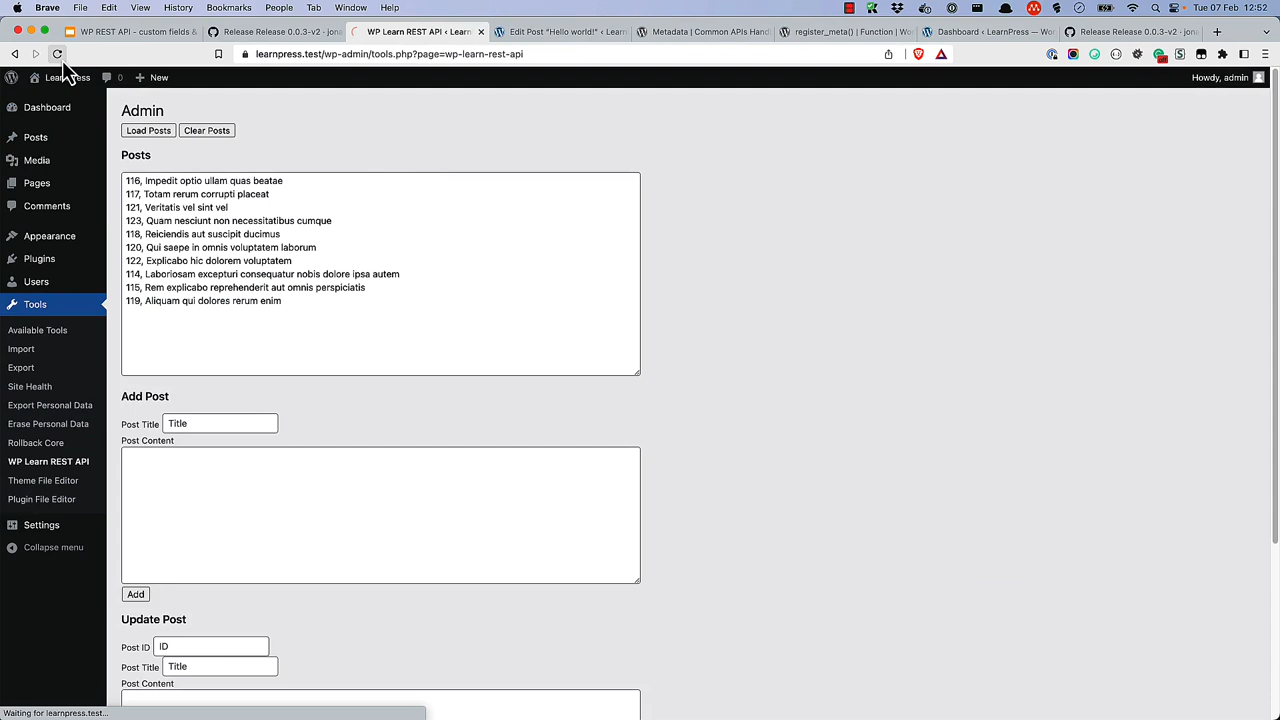 Brave File Edit View History Bookmarks People Tab Window Help
Tue 07 Feb 12:52
WP REST API - custom fields &
Release Release 0.0.3-v2 · jona
WP Learn REST API ‹ Learn
Edit Post "Hello world!" ‹ Learn
Metadata | Common APIs Hand
register_meta() | Function | Wo
Dashboard ‹ LearnPress — Wo
Release Release 0.0.3-v2 · jona
learnpress.test/wp-admin/tools.php?page=wp-learn-rest-api
0
New
Howdy, admin
Dashboard
Posts
Media
Pages
Comments
Appearance
Plugins
Users
Tools
Available Tools
Import
Export
Site Health
Export Personal Data
Erase Personal Data
Rollback Core
WP Learn REST API
Theme File Editor
Plugin File Editor
Settings
Collapse menu
Admin
Load Posts Clear Posts
Posts
116, Impedit optio ullam quas beatae
117, Totam rerum corrupti placeat
121, Veritatis vel sint vel
123, Quam nesciunt non necessitatibus cumque
118, Reiciendis aut suscipit ducimus
120, Qui saepe in omnis voluptatem laborum
122, Explicabo hic dolorem voluptatem
114, Laboriosam excepturi consequatur nobis dolore ipsa autem
115, Rem explicabo reprehenderit aut omnis perspiciatis
119, Aliquam qui dolores rerum enim
Add Post
Post Title Title
Post Content
Add
Update Post
Post ID ID
Post Title Title
Post Content
Waiting for learnpress.test...